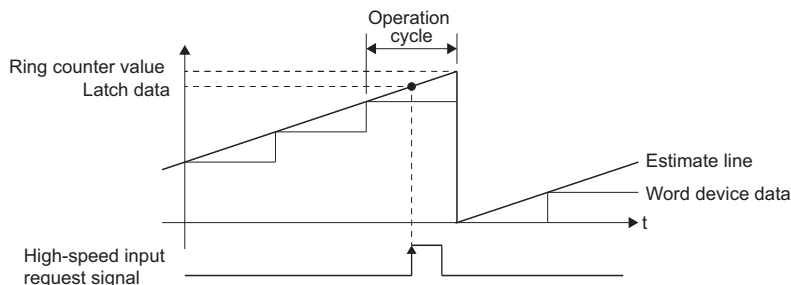 Operation
cycle
Ring counter value
Latch data
Estimate line
Word device data
t
High-speed input
request signal